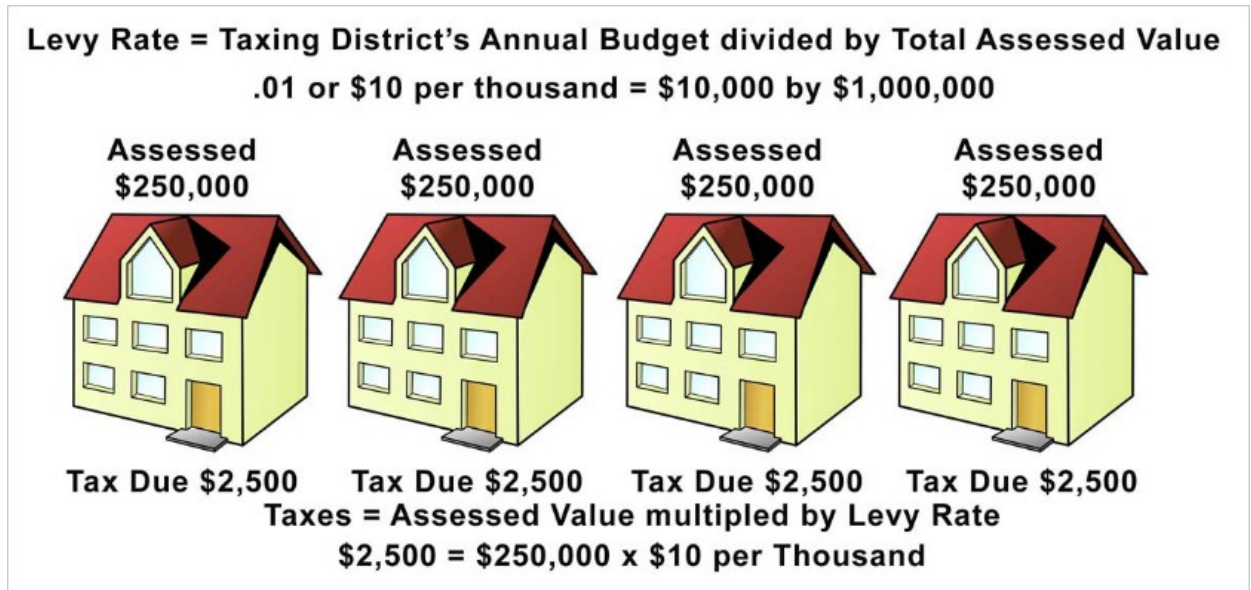 Levy Rate = Taxing District's Annual Budget divided by Total Assessed Value
.01 or $10 per thousand = $10,000 by $1,000,000
Assessed Assessed Assessed Assessed
$250,000 $250,000 $250,000 $250,000
Tax Due $2,500 Tax Due $2,500 Tax Due $2,500 Tax Due $2,500
Taxes = Assessed Value multipled by Levy Rate
$2,500 = $250,000 x $10 per Thousand